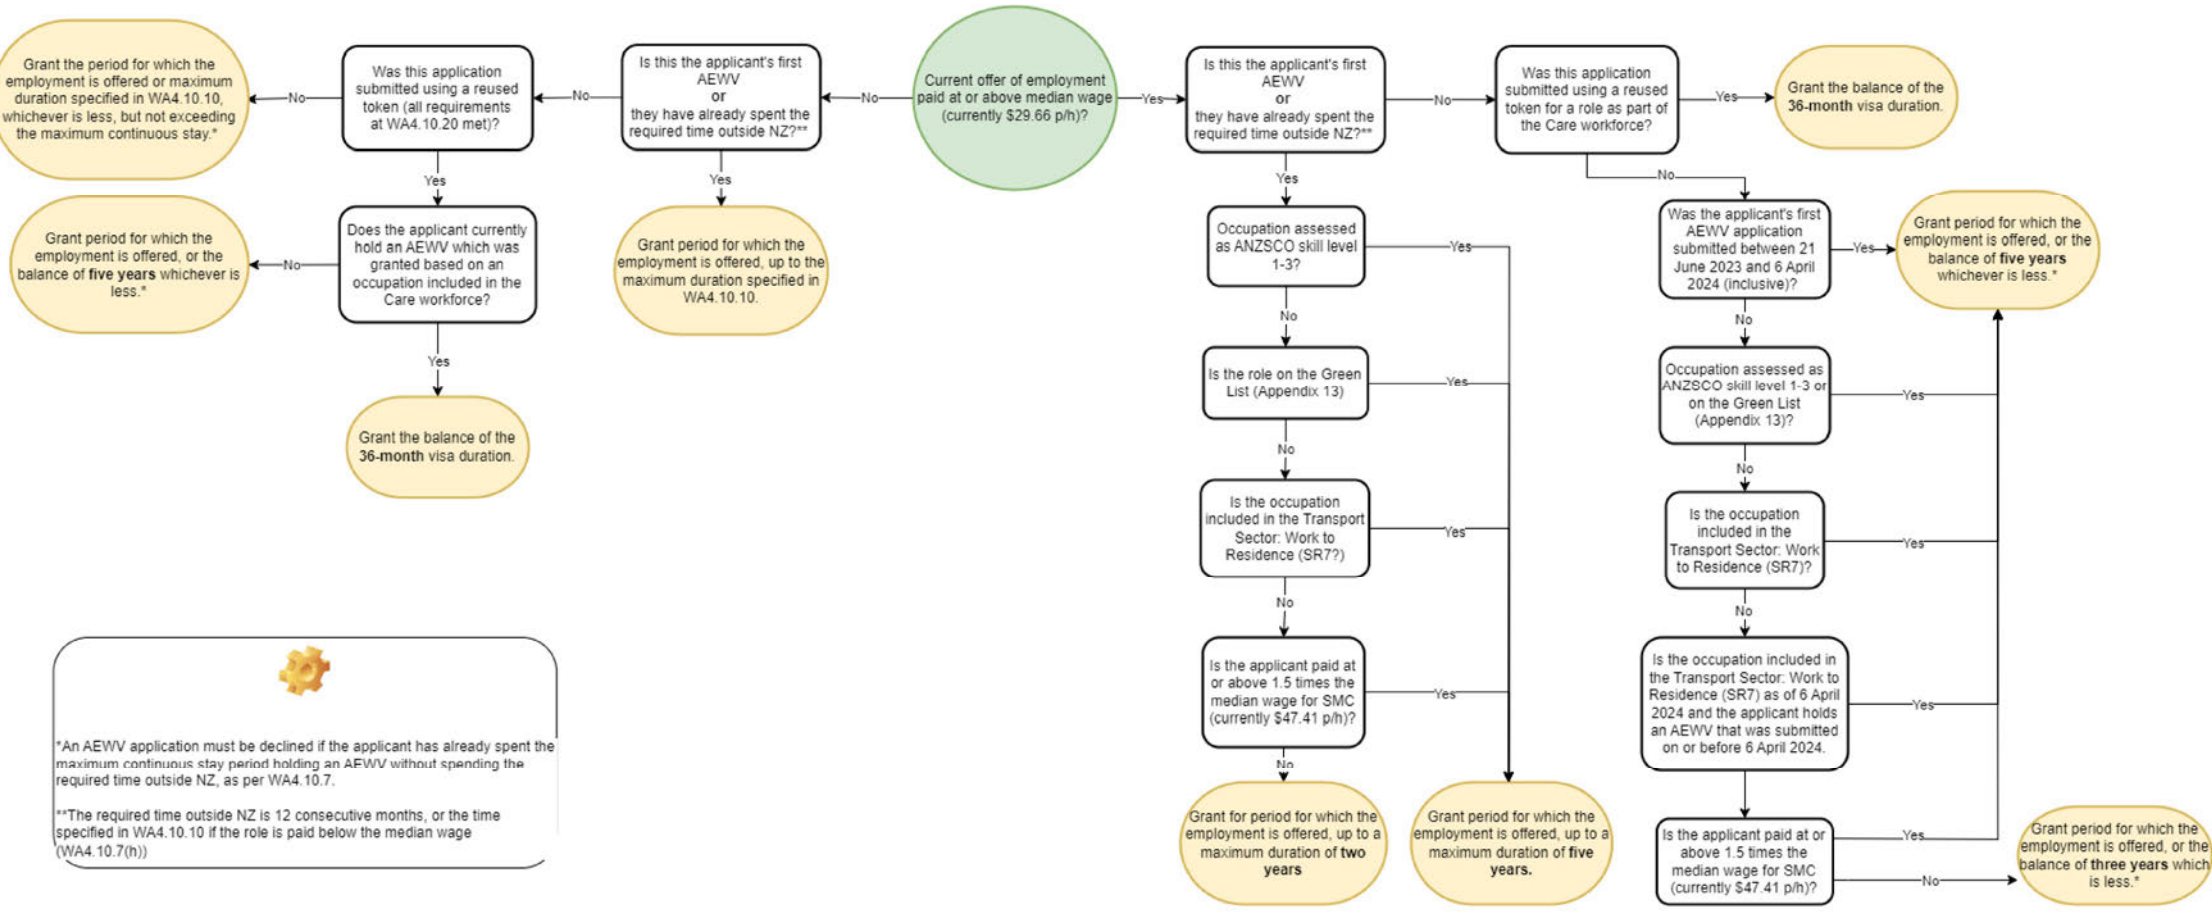 Grant the period for which the
employment is offered or maximum
duration specified in WA4.10.10,
whichever is less, but not exceeding
the maximum continuous stay.*
No
Was this application
submitted using a reused
token (all requirements
at WA4.10.20 met)?
No
Is this the applicant's first
AEWV
or
they have already spent the
required time outside NZ?**
No
Current offer of employment
paid at or above median wage
(currently $29.66 p/h)?
Yes
Is this the applicant's first
AEWV
or
they have already spent the
required time outside NZ?**
No
Was this application
submitted using a reused
token for a role as part of
the Care workforce?
Yes
Grant the balance of the
36-month visa duration.
Yes
Yes
Yes
No
Grant period for which the
employment is offered, or the
balance of five years whichever is
less.*
No
Does the applicant currently
hold an AEWV which was
granted based on an
occupation included in the
Care workforce?
Grant period for which the
employment is offered, up to the
maximum duration specified in
WA4.10.10.
Yes
Grant the balance of the
36-month visa duration.
Occupation assessed
as ANZSCO skill level
1-3?
Yes
No
Is the role on the Green
List (Appendix 13)
Yes
No
Is the occupation
included in the Transport
Sector: Work to
Residence (SR7?)
Yes
No
Is the applicant paid at
or above 1.5 times the
median wage for SMC
(currently $47.41 p/h)?
Yes
No
Grant for period for which the
employment is offered, up to a
maximum duration of two
years
Grant period for which the
employment is offered, up to a
maximum duration of five
years.
Was the applicant's first
AEWV application
submitted between 21
June 2023 and 6 April
2024 (inclusive)?
Yes
Grant period for which the
employment is offered, or the
balance of five years
whichever is less.*
No
Occupation assessed as
ANZSCO skill level 1-3 or
on the Green List
(Appendix 13)?
Yes
No
Is the occupation
included in the
Transport Sector: Work
to Residence (SR7)?
Yes
No
Is the occupation included in
the Transport Sector: Work to
Residence (SR7) as of 6 April
2024 and the applicant holds
an AEWV that was submitted
on or before 6 April 2024.
Yes
Is the applicant paid at or
above 1.5 times the
median wage for SMC
(currently $47.41 p/h)?
Yes
No
Grant period for which the
employment is offered, or the
balance of three years which
is less.*
*An AEWV application must be declined if the applicant has already spent the
maximum continuous stay period holding an AEWV without spending the
required time outside NZ, as per WA4.10.7.
**The required time outside NZ is 12 consecutive months, or the time
specified in WA4.10.10 if the role is paid below the median wage
(WA4.10.7(h))